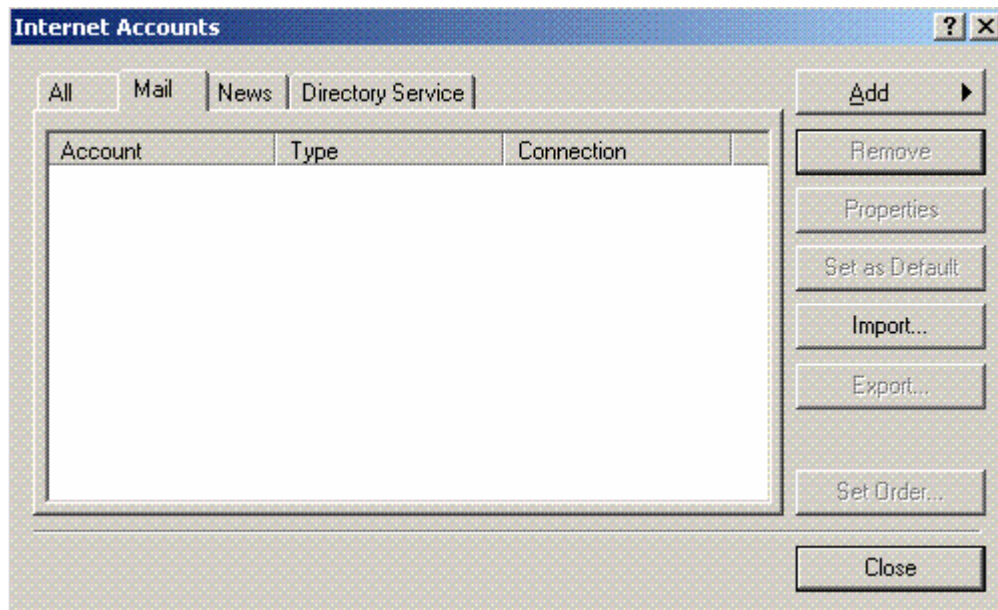 Internet Accounts
All Mail News Directory Service
Account Type Connection
Add
Remove
Properties
Set as Default
Import...
Export...
Set Order...
Close